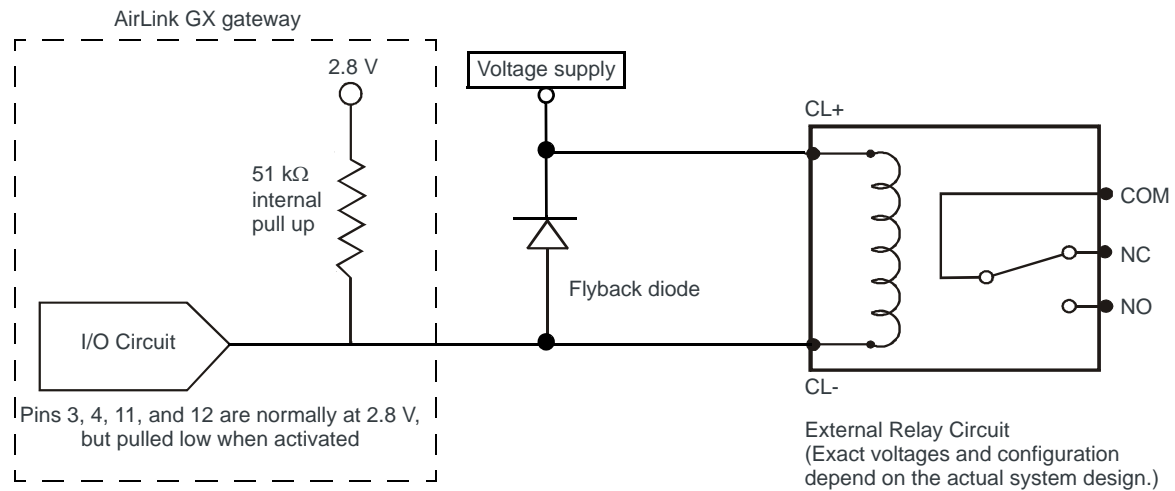 AirLink GX gateway
2.8 V
Voltage supply
CL+
51 kΩ
internal
pull up
COM
NC
Flyback diode
NO
I/O Circuit
CL-
Pins 3, 4, 11, and 12 are normally at 2.8 V,
but pulled low when activated
External Relay Circuit
(Exact voltages and configuration
depend on the actual system design.)